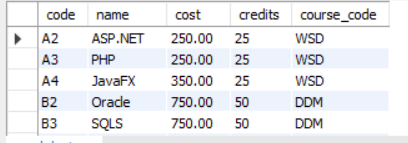 code name cost credits course_code
A2 ASP.NET 250.00 25 WSD
A3 PHP 250.00 25 WSD
A4 JavaFX 350.00 25 WSD
B2 Oracle 750.00 50 DDM
B3 SQLS 750.00 50 DDM